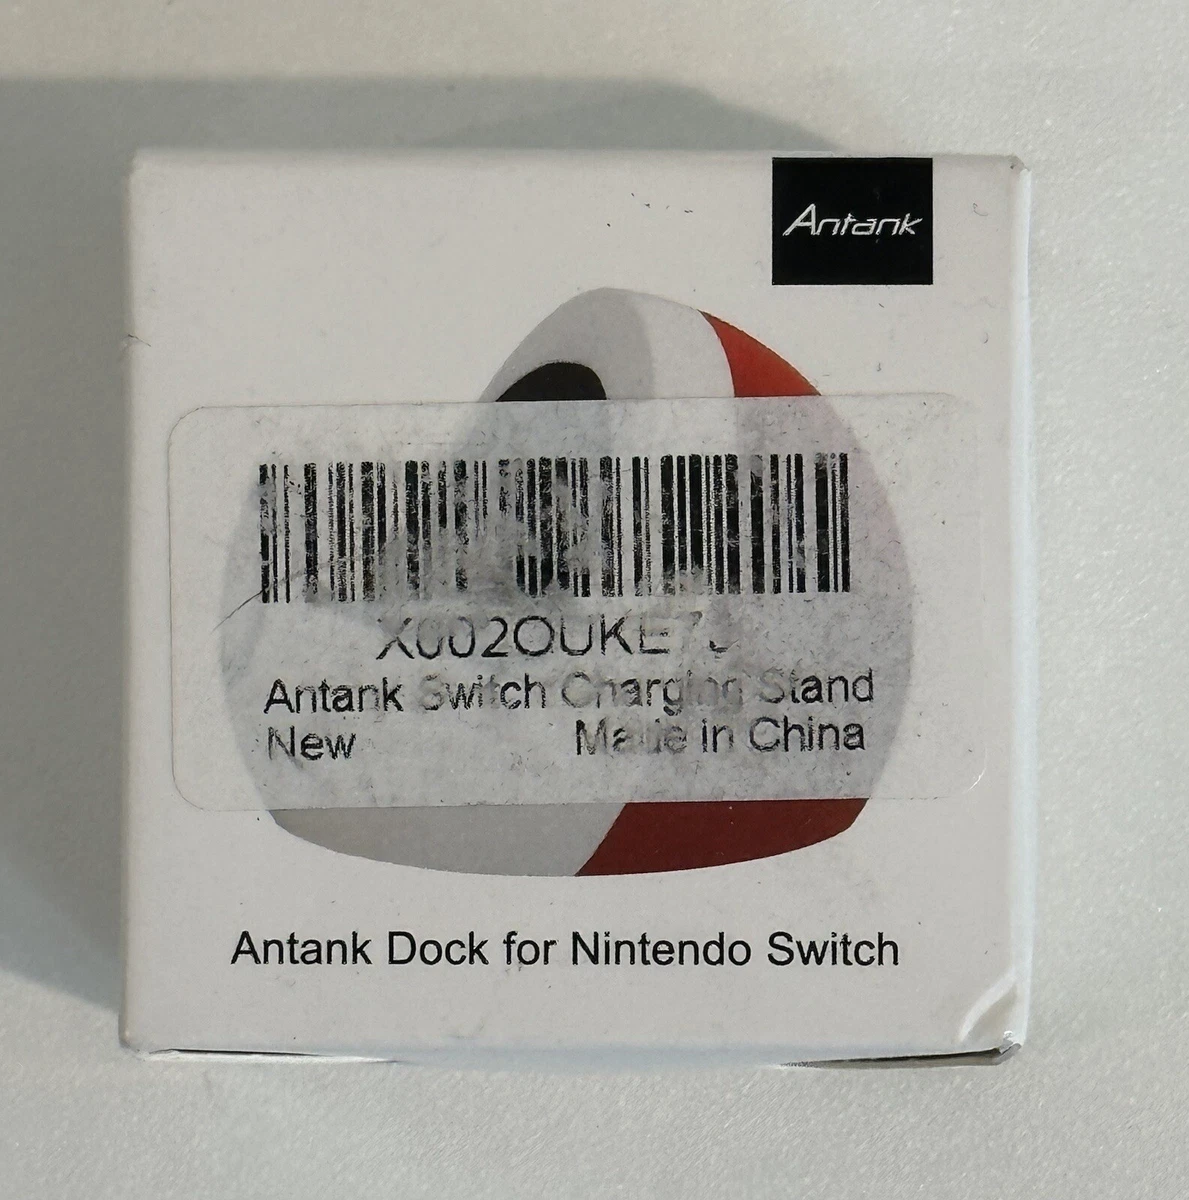 Antank
Antank Switch Charging Stand
New Made in China
Antank Dock for Nintendo Switch